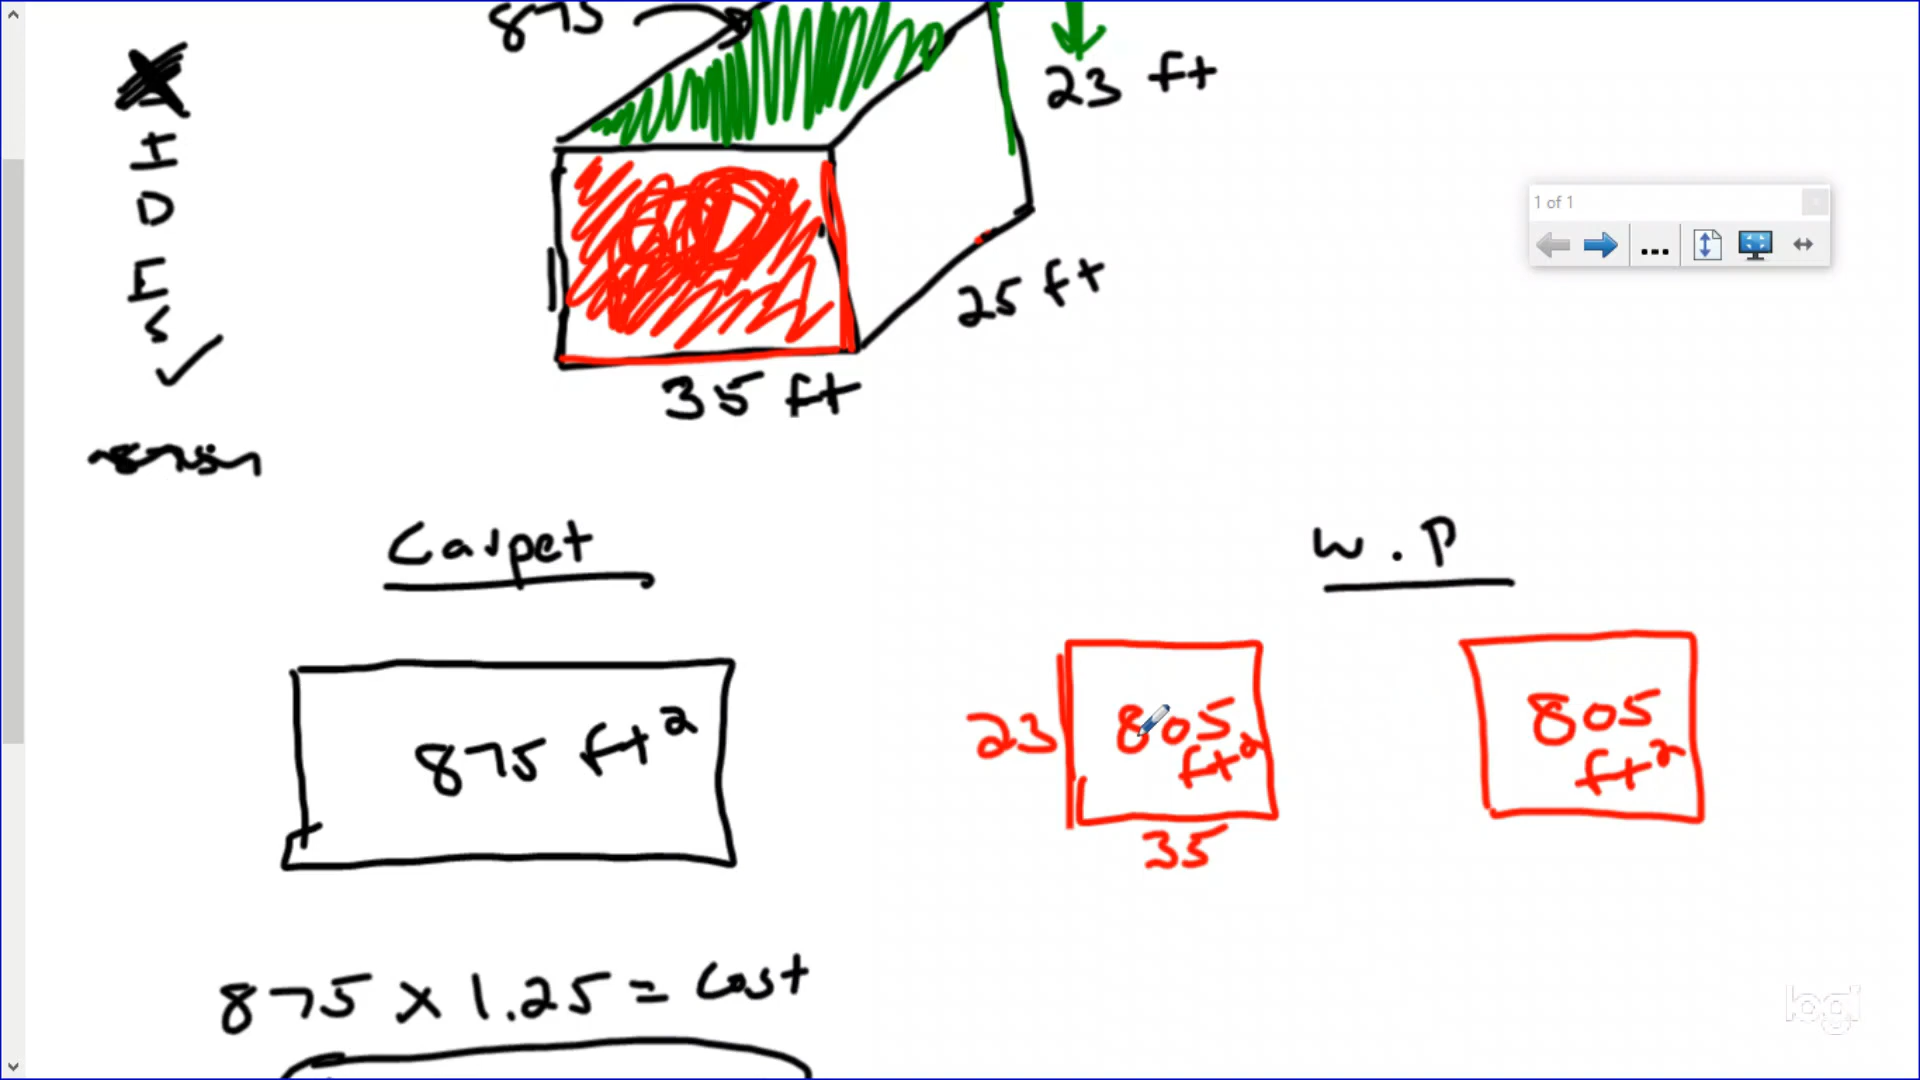 875
23 ft
I
D
E
S
25 ft
35 ft
1 of 1
Carpet
W.P
875 ft²
23
805
ft²
35
805
ft²
875 x 1.25 = cost
logi